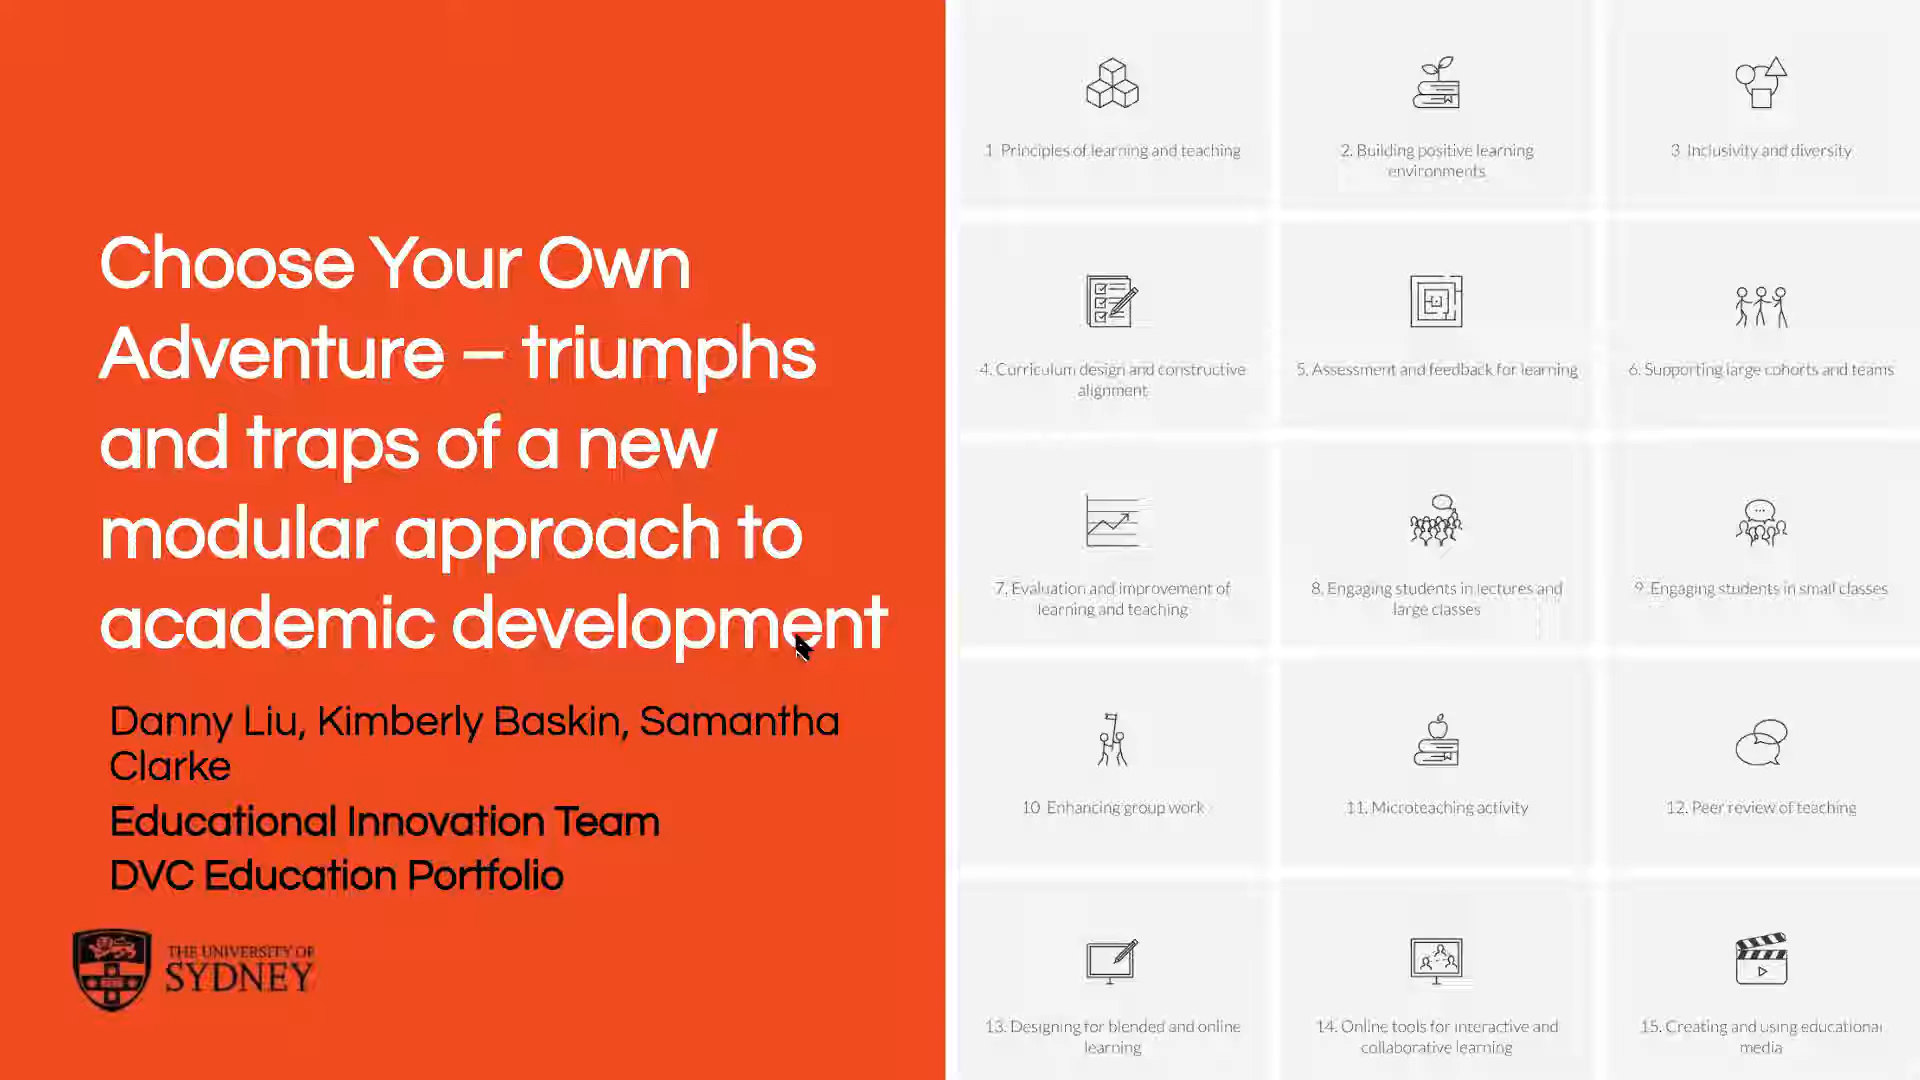 Choose Your Own
Adventure – triumphs
and traps of a new
modular approach to
academic development
Danny Liu, Kimberly Baskin, Samantha
Clarke
Educational Innovation Team
DVC Education Portfolio
THE UNIVERSITY OF
SYDNEY
1 Principles of learning and teaching
2. Building positive learning
environments
3 Inclusivity and diversity
4. Curriculum design and constructive
alignment
5. Assessment and feedback for learning
6. Supporting large cohorts and teams
7. Evaluation and improvement of
learning and teaching
8. Engaging students in lectures and
large classes
9 Engaging students in small classes
10 Enhancing group work
11. Microteaching activity
12. Peer review of teaching
13. Designing for blended and online
learning
14. Online tools for interactive and
collaborative learning
15. Creating and using educational
media